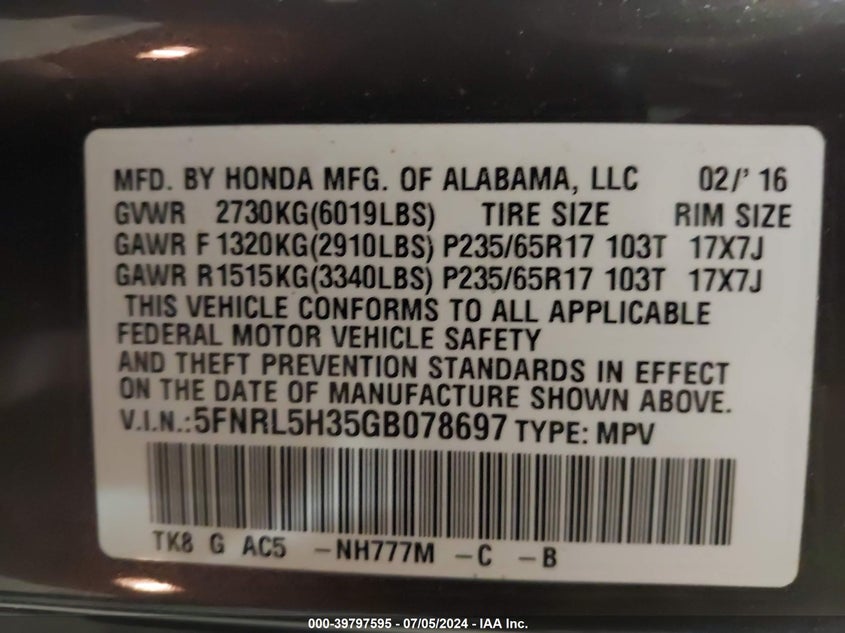 MFD. BY HONDA MFG. OF ALABAMA, LLC 02/' 16
GVWR 2730KG(6019LBS) TIRE SIZE RIM SIZE
GAWR F 1320KG(2910LBS) P235/65R17 103T 17X7J
GAWR R1515KG(3340LBS) P235/65R17 103T 17X7J
THIS VEHICLE CONFORMS TO ALL APPLICABLE
FEDERAL MOTOR VEHICLE SAFETY
AND THEFT PREVENTION STANDARDS IN EFFECT
ON THE DATE OF MANUFACTURE SHOWN ABOVE.
V.I.N.:5FNRL5H35GB078697 TYPE: MPV
TK8 G AC5 -NH777M -C -B
000-39797595 - 07/05/2024 - IAA Inc.